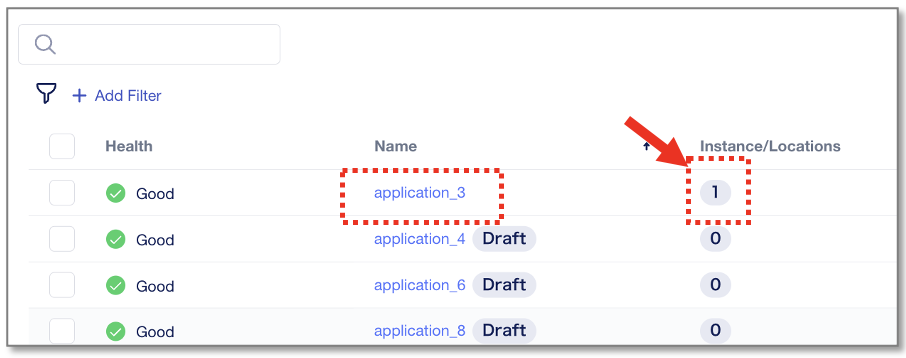 Add Filter
Health Name Instance/Locations
Good application_3 1
Good application_4 Draft 0
Good application_6 Draft 0
Good application_8 Draft 0